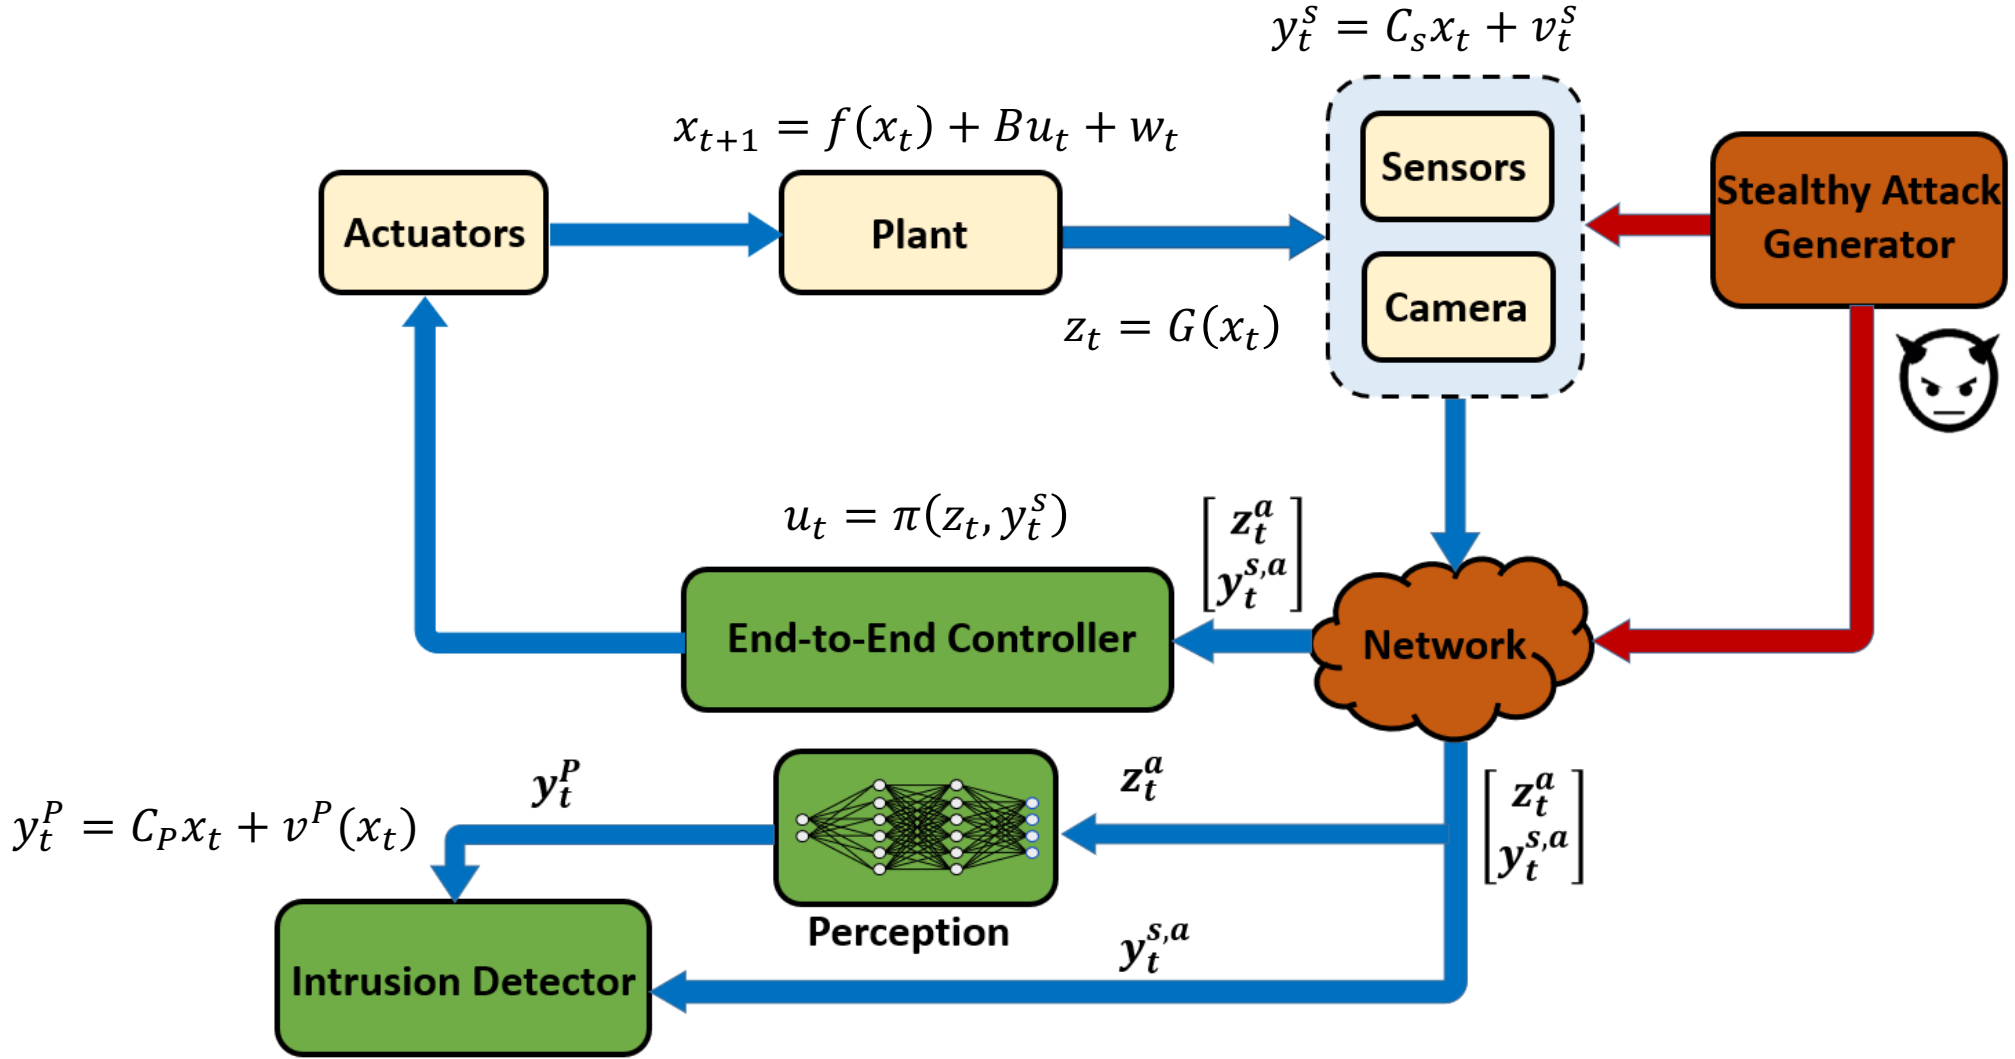 $y_t^s = C_s x_t + v_t^s$
$x_{t+1} = f(x_t) + Bu_t + w_t$
Sensors
Stealthy Attack
Generator
Actuators
Plant
Camera
$z_t = G(x_t)$
$u_t = \pi(z_t, y_t^s)$
$z_t^a$
$y_t^{s,a}$
End-to-End Controller
Network
$y_t^P$
$z_t^a$
$z_t^a$
$y_t^{s,a}$
$y_t^P = C_P x_t + v^P(x_t)$
Perception
$y_t^{s,a}$
Intrusion Detector